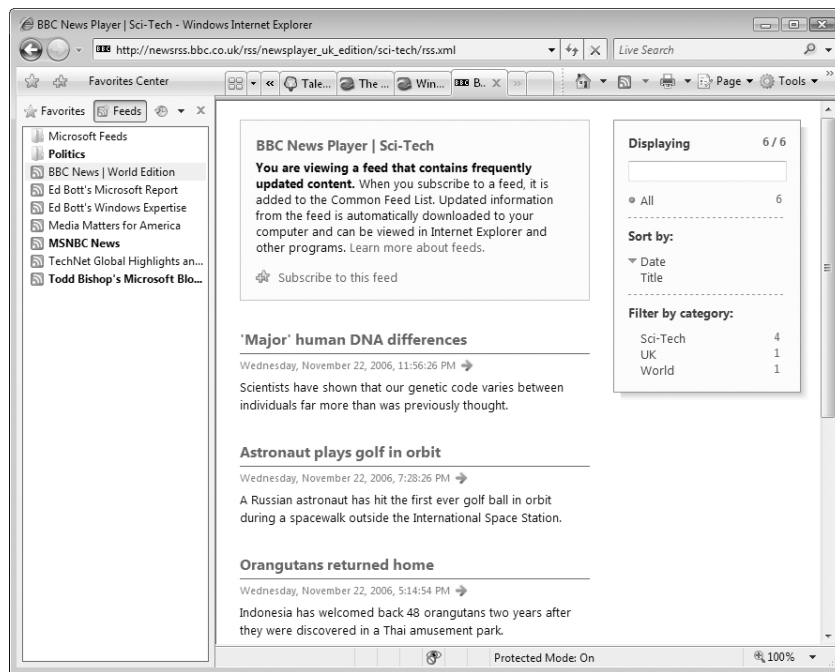 BBC News Player | Sci-Tech - Windows Internet Explorer
http://newsrss.bbc.co.uk/rss/newsplayer_uk_edition/sci-tech/rss.xml
Live Search
Favorites Center
«
Tale...
The ...
Win...
B..
»
Page
Tools
»
Favorites
Feeds
Microsoft Feeds
Politics
BBC News | World Edition
Ed Bott's Microsoft Report
Ed Bott's Windows Expertise
Media Matters for America
MSNBC News
TechNet Global Highlights an...
Todd Bishop's Microsoft Blo...
BBC News Player | Sci-Tech
You are viewing a feed that contains frequently
updated content. When you subscribe to a feed, it is
added to the Common Feed List. Updated information
from the feed is automatically downloaded to your
computer and can be viewed in Internet Explorer and
other programs. Learn more about feeds.
Subscribe to this feed
'Major' human DNA differences
Wednesday, November 22, 2006, 11:56:26 PM
Scientists have shown that our genetic code varies between
individuals far more than was previously thought.
Astronaut plays golf in orbit
Wednesday, November 22, 2006, 7:28:26 PM
A Russian astronaut has hit the first ever golf ball in orbit
during a spacewalk outside the International Space Station.
Orangutans returned home
Wednesday, November 22, 2006, 5:14:54 PM
Indonesia has welcomed back 48 orangutans two years after
they were discovered in a Thai amusement park.
Displaying 6 / 6
All 6
Sort by:
Date
Title
Filter by category:
Sci-Tech 4
UK 1
World 1
Protected Mode: On
100%